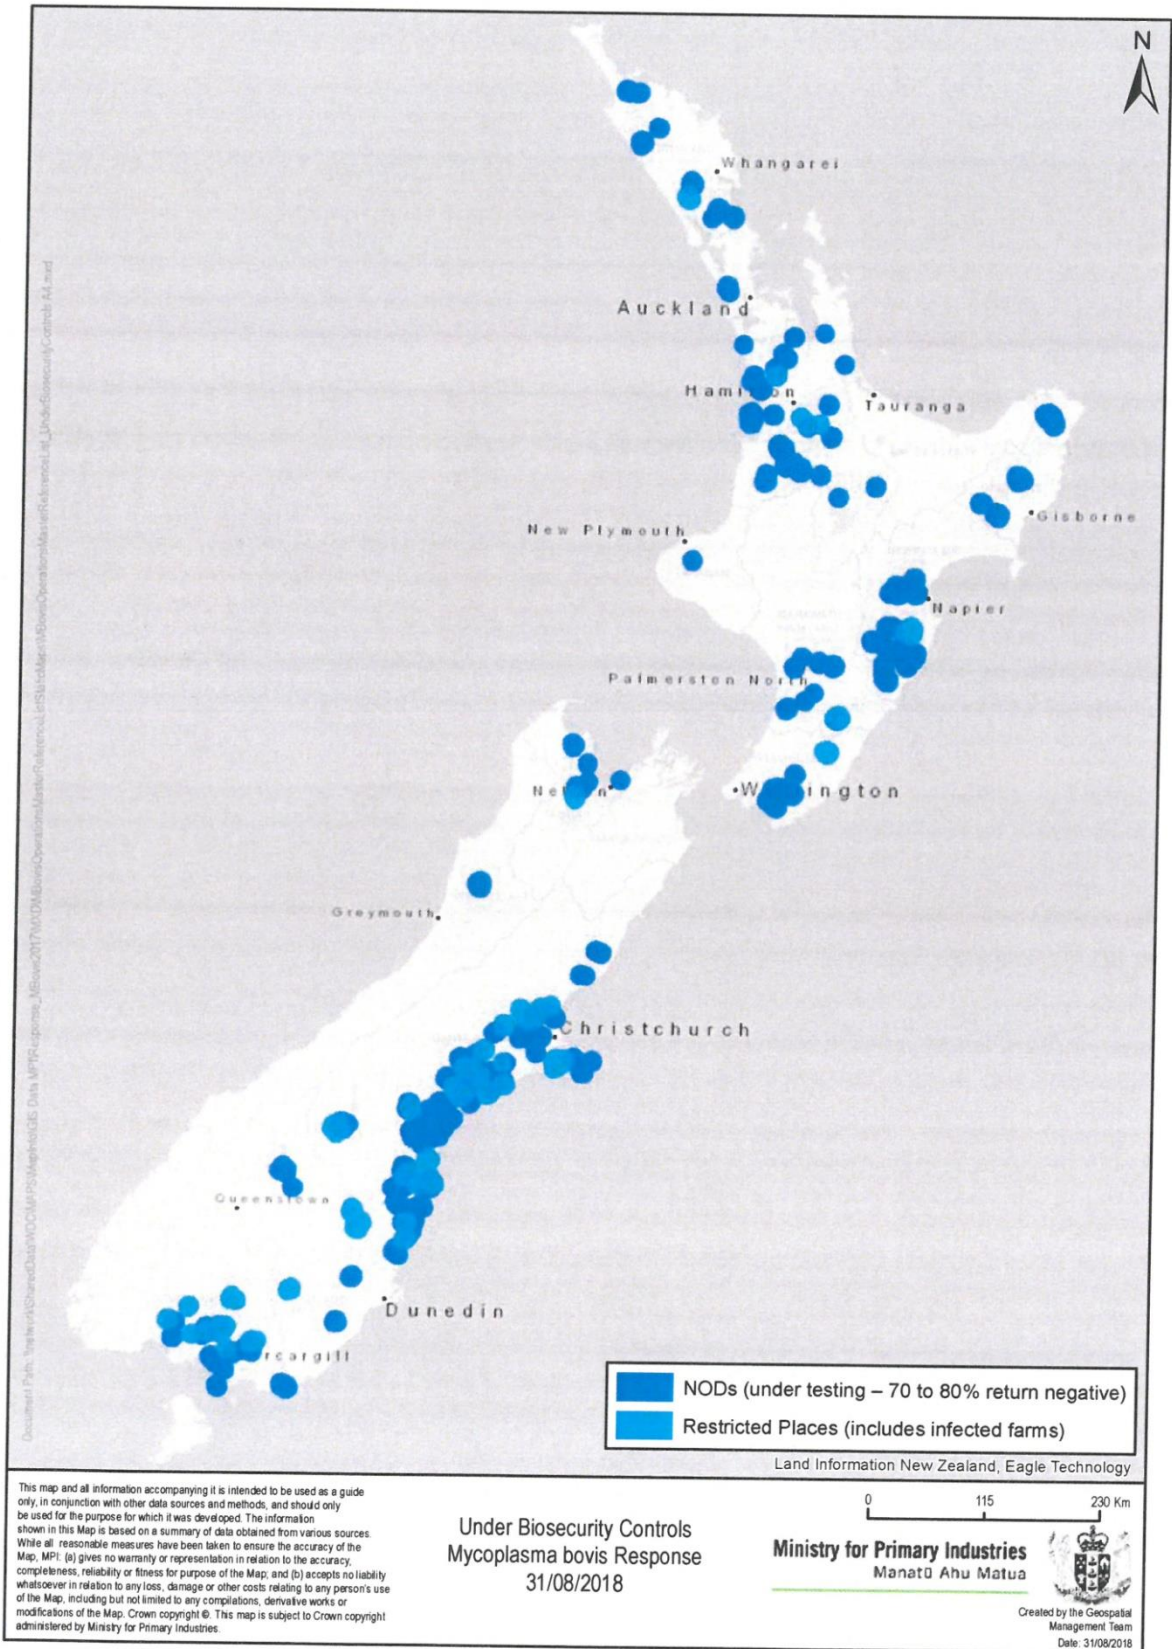 N
Whangarei
Auckland
Tauranga
New Plymouth
Gisborne
Napier
Palmerston North
Greymouth
Christchurch
Queenstown
Dunedin
NODs (under testing – 70 to 80% return negative)
Restricted Places (includes infected farms)
Land Information New Zealand, Eagle Technology
This map and all information accompanying it is intended to be used as a guide
only, in conjunction with other data sources and methods, and should only
be used for the purpose for which it was developed. The information
shown in this Map is based on a summary of data obtained from various sources.
While all reasonable measures have been taken to ensure the accuracy of the
Map, MPI: (a) gives no warranty or representation in relation to the accuracy,
completeness, reliability or fitness for purpose of the Map; and (b) accepts no liability
whatsoever in relation to any loss, damage or other costs relating to any person's use
of the Map, including but not limited to any compilations, derivative works or
modifications of the Map. Crown copyright ©. This map is subject to Crown copyright
administered by Ministry for Primary Industries.
Under Biosecurity Controls
Mycoplasma bovis Response
31/08/2018
0 115 230 Km
Ministry for Primary Industries
Manatū Ahu Matua
Created by the Geospatial
Management Team
Date: 31/08/2018